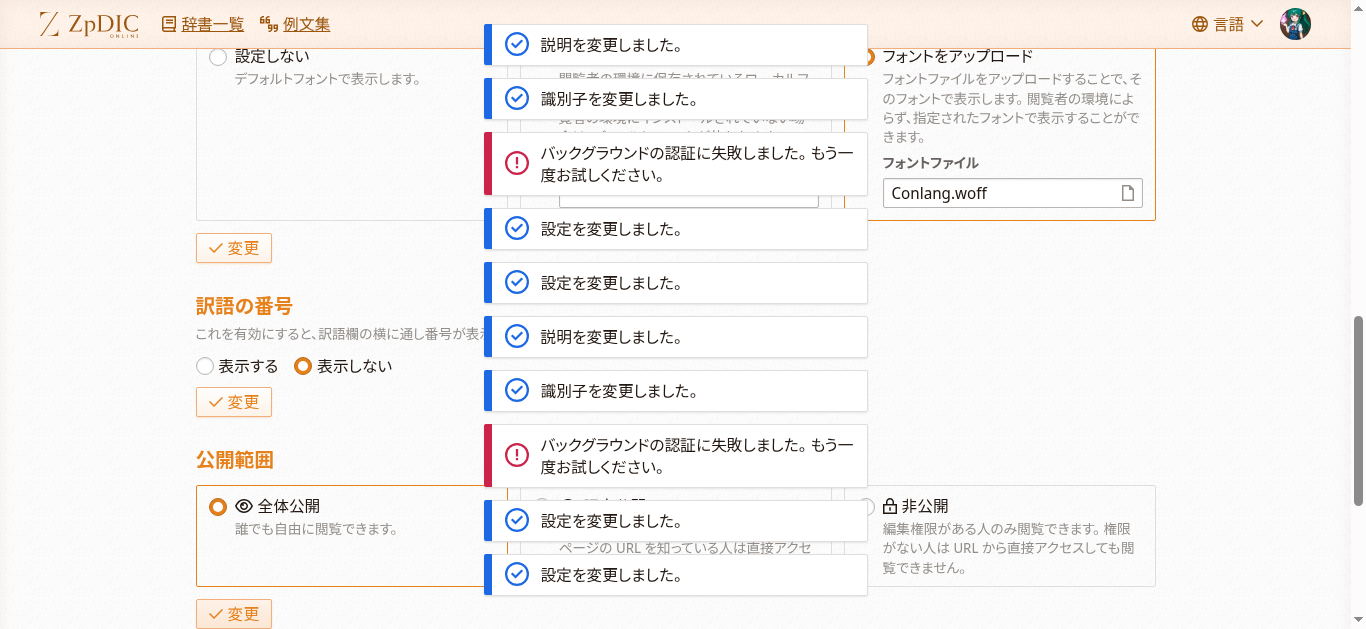 ZpDIC
ONLINE
辞書一覧
例文集
言語
設定しない
デフォルトフォントで表示します。
フォントをアップロード
フォントファイルをアップロードすることで、そ
のフォントで表示します。閲覧者の環境によ
らず、指定されたフォントで表示することがで
きます。
フォントファイル
Conlang.woff
変更
説明を変更しました。
識別子を変更しました。
バックグラウンドの認証に失敗しました。もう一
度お試しください。
設定を変更しました。
設定を変更しました。
説明を変更しました。
識別子を変更しました。
バックグラウンドの認証に失敗しました。もう一
度お試しください。
設定を変更しました。
設定を変更しました。
訳語の番号
これを有効にすると、訳語欄の横に通し番号が表
表示する
表示しない
変更
公開範囲
全体公開
誰でも自由に閲覧できます。
ページの URL を知っている人は直接アクセ
非公開
編集権限がある人のみ閲覧できます。権限
がない人は URL から直接アクセスしても閲
覧できません。
変更